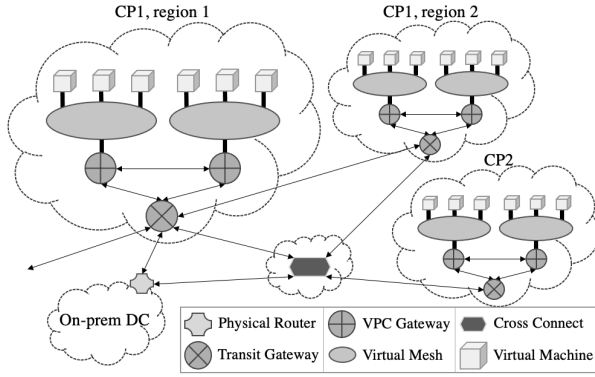 CP1, region 1
CP1, region 2
CP2
On-prem DC
Physical Router
VPC Gateway
Cross Connect
Transit Gateway
Virtual Mesh
Virtual Machine